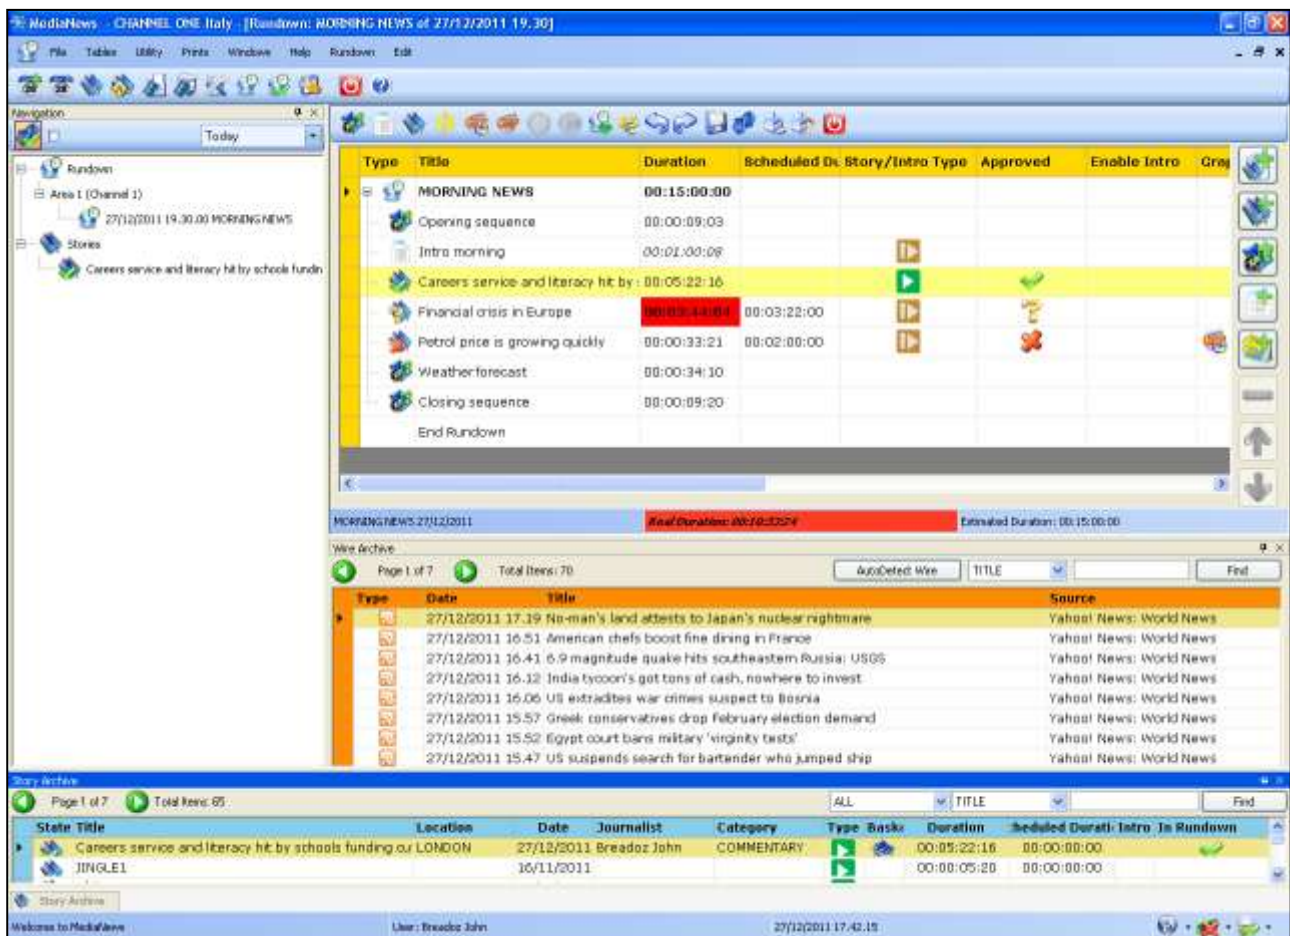 MediaNews - CHANNEL ONE Italy - [Rundown: MORNING NEWS of 27/12/2011 19.30]
File Tables Utility Prints Windows Help Rundown Edit
Navigation
Today
Rundown
Area 1 (Channel 1)
27/12/2011 19.30.00 MORNING NEWS
Stories
Careers service and literacy hit by schools fundin
Type Title Duration Scheduled Du Story/Intro Type Approved Enable Intro Grap
MORNING NEWS 00:15:00:00
Opening sequence 00:00:09:03
Intro morning 00:01:00:08
Careers service and literacy hit by 00:05:22:16
Financial crisis in Europe 00:03:22:00
Petrol price is growing quickly 00:00:33:21 00:02:00:00
Weather forecast 00:00:34:10
Closing sequence 00:00:09:20
End Rundown
MORNING NEWS 27/12/2011 Real Duration: Estimated Duration: 00:15:00:00
Wire Archive
Page 1 of 7 Total Items: 70 AutoDetect Wire TITLE Find
Type Date Title Source
27/12/2011 17.19 No-man's land attests to Japan's nuclear nightmare Yahoo! News: World News
27/12/2011 16.51 American chefs boost fine dining in France Yahoo! News: World News
27/12/2011 16.41 6.9 magnitude quake hits southeastern Russia: USGS Yahoo! News: World News
27/12/2011 16.12 India tycoon's got tons of cash, nowhere to invest Yahoo! News: World News
27/12/2011 16.06 US extradites war crimes suspect to Bosnia Yahoo! News: World News
27/12/2011 15.57 Greek conservatives drop February election demand Yahoo! News: World News
27/12/2011 15.52 Egypt court bans military 'virginity tests' Yahoo! News: World News
27/12/2011 15.47 US suspends search for bartender who jumped ship Yahoo! News: World News
Story Archive
Page 1 of 7 Total Items: 65 ALL TITLE Find
State Title Location Date Journalist Category Type Baske Duration heduled Durati Intro In Rundown
Careers service and literacy hit by schools funding cu LONDON 27/12/2011 Breadoz John COMMENTARY 00:05:22:16 00:00:00:00
JINGLE1 16/11/2011 00:00:05:20 00:00:00:00
Story Archive
Welcome to MediaNews User : Breadoz John 27/12/2011 17.42.15